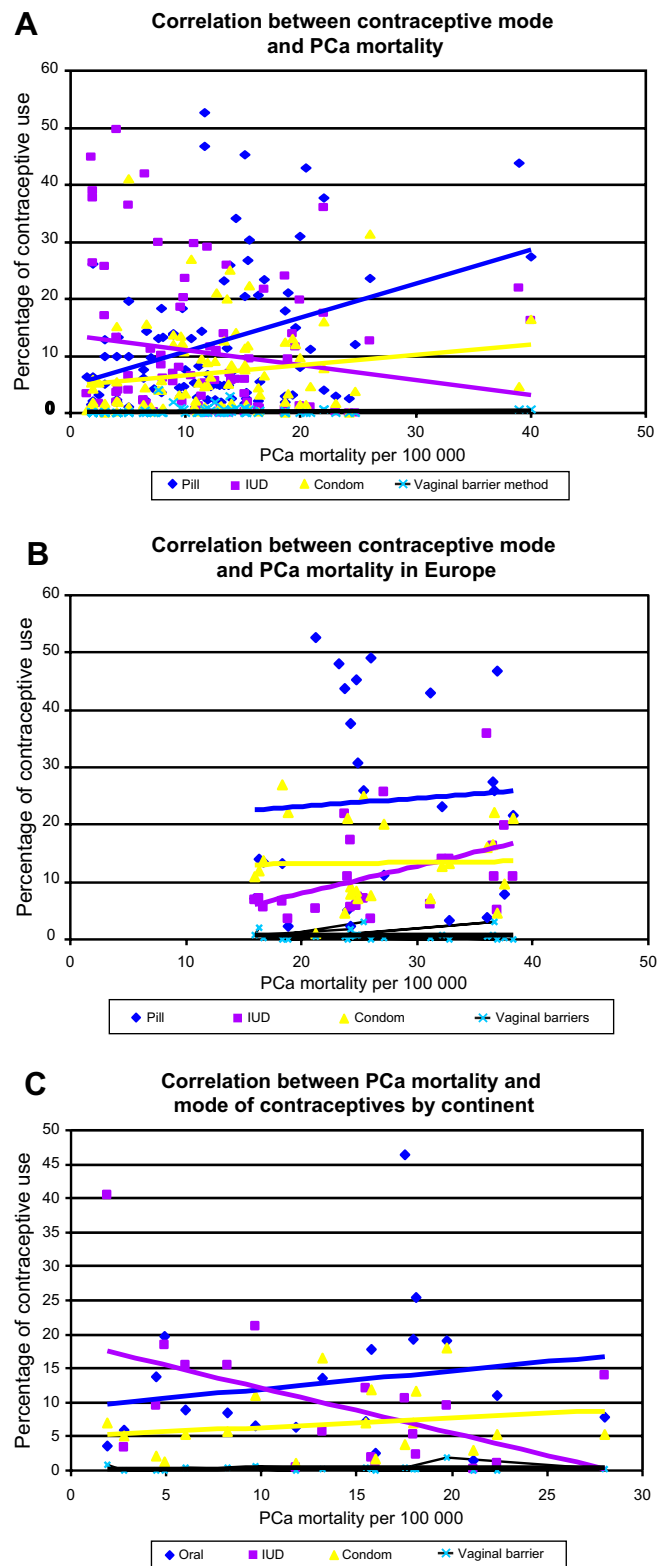 A
Correlation between contraceptive mode
and PCa mortality
Percentage of contraceptive use
60
50
40
30
20
10
0
0 10 20 30 40 50
PCa mortality per 100 000
Pill IUD Condom Vaginal barrier method
B
Correlation between contraceptive mode
and PCa mortality in Europe
Percentage of contraceptive use
60
50
40
30
20
10
0
0 10 20 30 40 50
PCa mortality per 100 000
Pill IUD Condom Vaginal barriers
C
Correlation between PCa mortality and
mode of contraceptives by continent
Percentage of contraceptive use
50
45
40
35
30
25
20
15
10
5
0
0 5 10 15 20 25 30
PCa mortality per 100 000
Oral IUD Condom Vaginal barrier